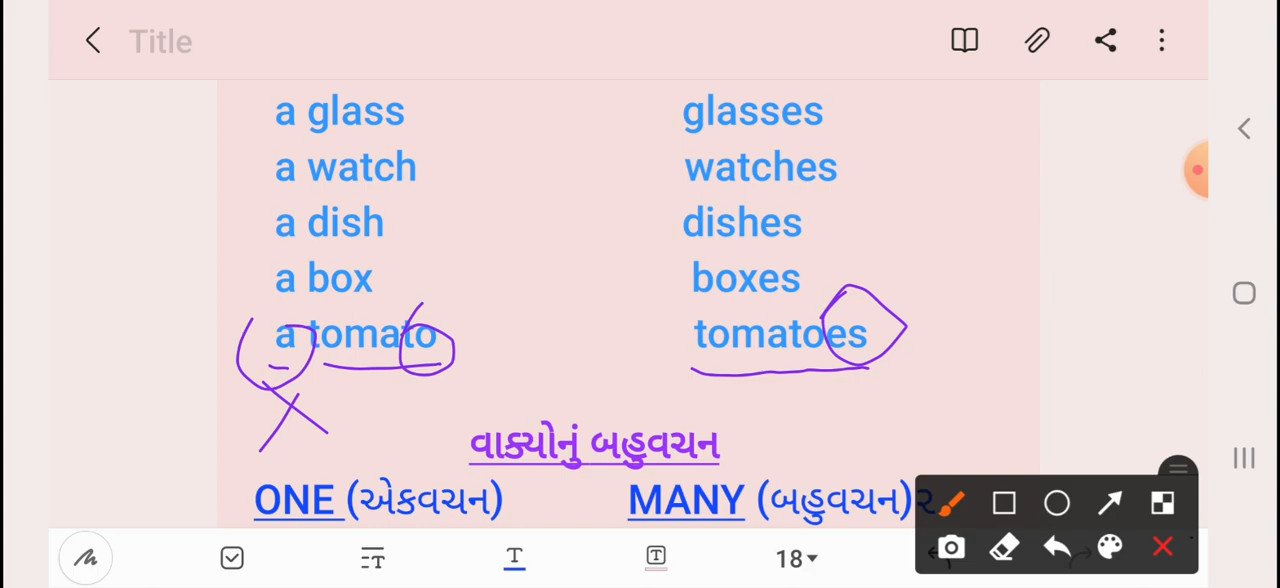 Title
a glass glasses
a watch watches
a dish dishes
a box boxes
a tomato tomatoes
વાક્યોનું બહુવચન
ONE (એકવચન) MANY (બહુવચન)ર
18